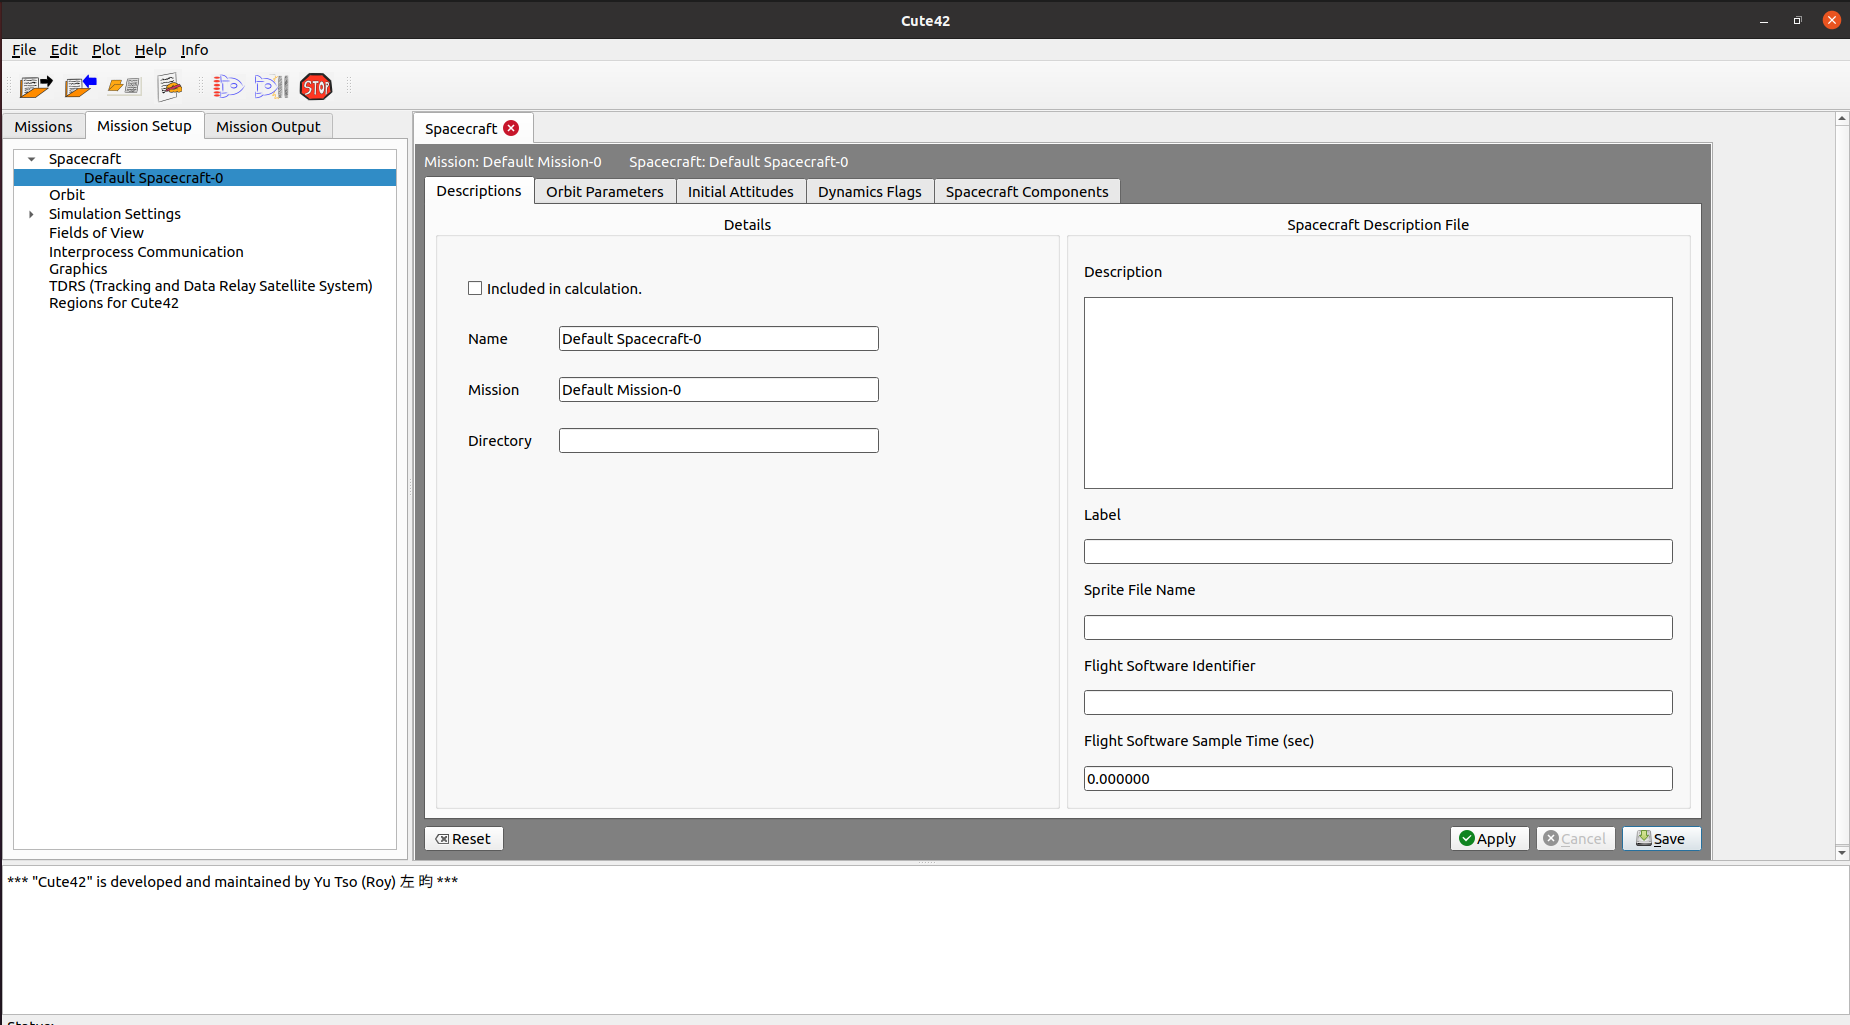 Cute42
File Edit Plot Help Info
STOP
Missions Mission Setup Mission Output
Spacecraft
Default Spacecraft-0
Orbit
Simulation Settings
Fields of View
Interprocess Communication
Graphics
TDRS (Tracking and Data Relay Satellite System)
Regions for Cute42
Spacecraft
Mission: Default Mission-0 Spacecraft: Default Spacecraft-0
Descriptions Orbit Parameters Initial Attitudes Dynamics Flags Spacecraft Components
Details
Included in calculation.
Name Default Spacecraft-0
Mission Default Mission-0
Directory
Spacecraft Description File
Description
Label
Sprite File Name
Flight Software Identifier
Flight Software Sample Time (sec)
0.000000
Reset Apply Cancel Save
*** "Cute42" is developed and maintained by Yu Tso (Roy) 左 昀 ***
Status: